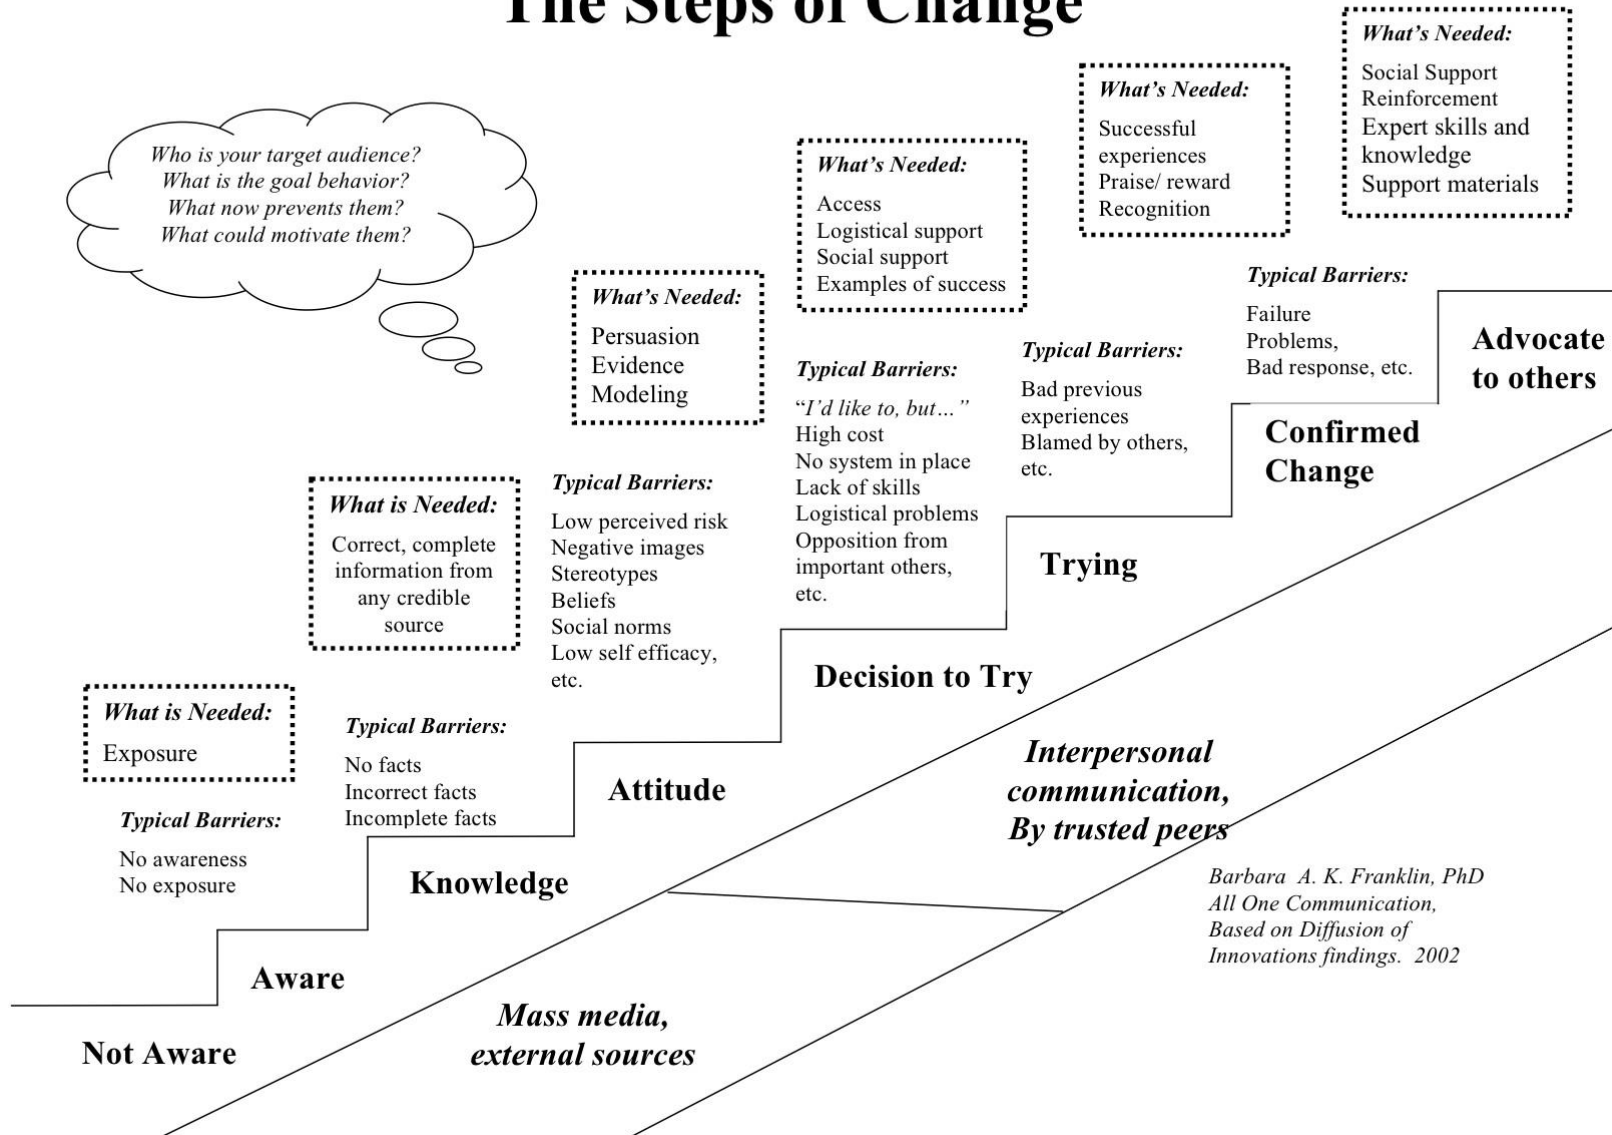 The Steps of Change
Who is your target audience?
What is the goal behavior?
What now prevents them?
What could motivate them?
What is Needed:
Exposure
Typical Barriers:
No awareness
No exposure
Not Aware
What is Needed:
Correct, complete
information from
any credible
source
Typical Barriers:
No facts
Incorrect facts
Incomplete facts
Aware
What's Needed:
Persuasion
Evidence
Modeling
Typical Barriers:
Low perceived risk
Negative images
Stereotypes
Beliefs
Social norms
Low self efficacy,
etc.
Knowledge
What's Needed:
Access
Logistical support
Social support
Examples of success
Typical Barriers:
“I'd like to, but…”
High cost
No system in place
Lack of skills
Logistical problems
Opposition from
important others,
etc.
Attitude
What's Needed:
Successful
experiences
Praise/ reward
Recognition
Typical Barriers:
Bad previous
experiences
Blamed by others,
etc.
Decision to Try
What's Needed:
Social Support
Reinforcement
Expert skills and
knowledge
Support materials
Typical Barriers:
Failure
Problems,
Bad response, etc.
Trying
Confirmed
Change
Advocate
to others
Interpersonal
communication,
By trusted peers
Mass media,
external sources
Barbara A. K. Franklin, PhD
All One Communication,
Based on Diffusion of
Innovations findings. 2002